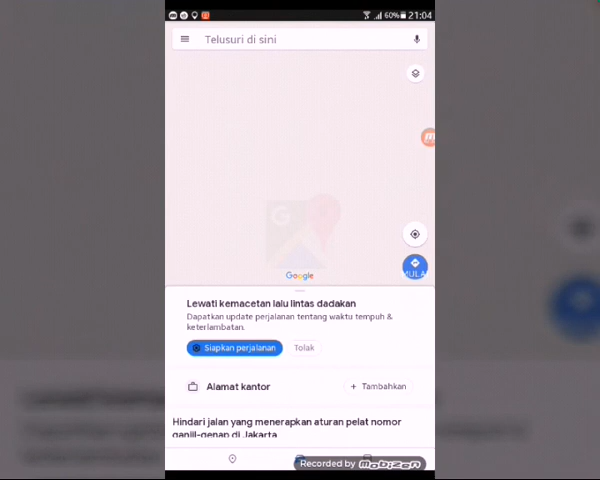 60% 21:04
Telusuri di sini
Google
MULAI
Lewati kemacetan lalu lintas dadakan
Dapatkan update perjalanan tentang waktu tempuh &
keterlambatan.
Siapkan perjalanan
Tolak
Alamat kantor
+ Tambahkan
Hindari jalan yang menerapkan aturan pelat nomor
ganjil-genap di Jakarta
Recorded by mobizen